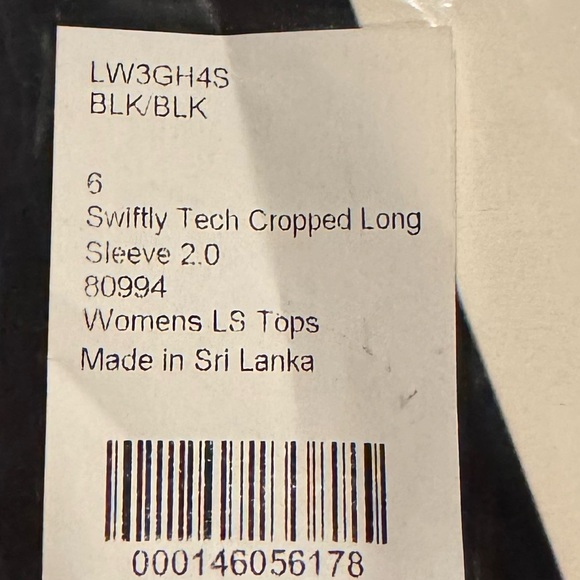 LW3GH4S
BLK/BLK
6
Swiftly Tech Cropped Long
Sleeve 2.0
80994
Womens LS Tops
Made in Sri Lanka
000146056178